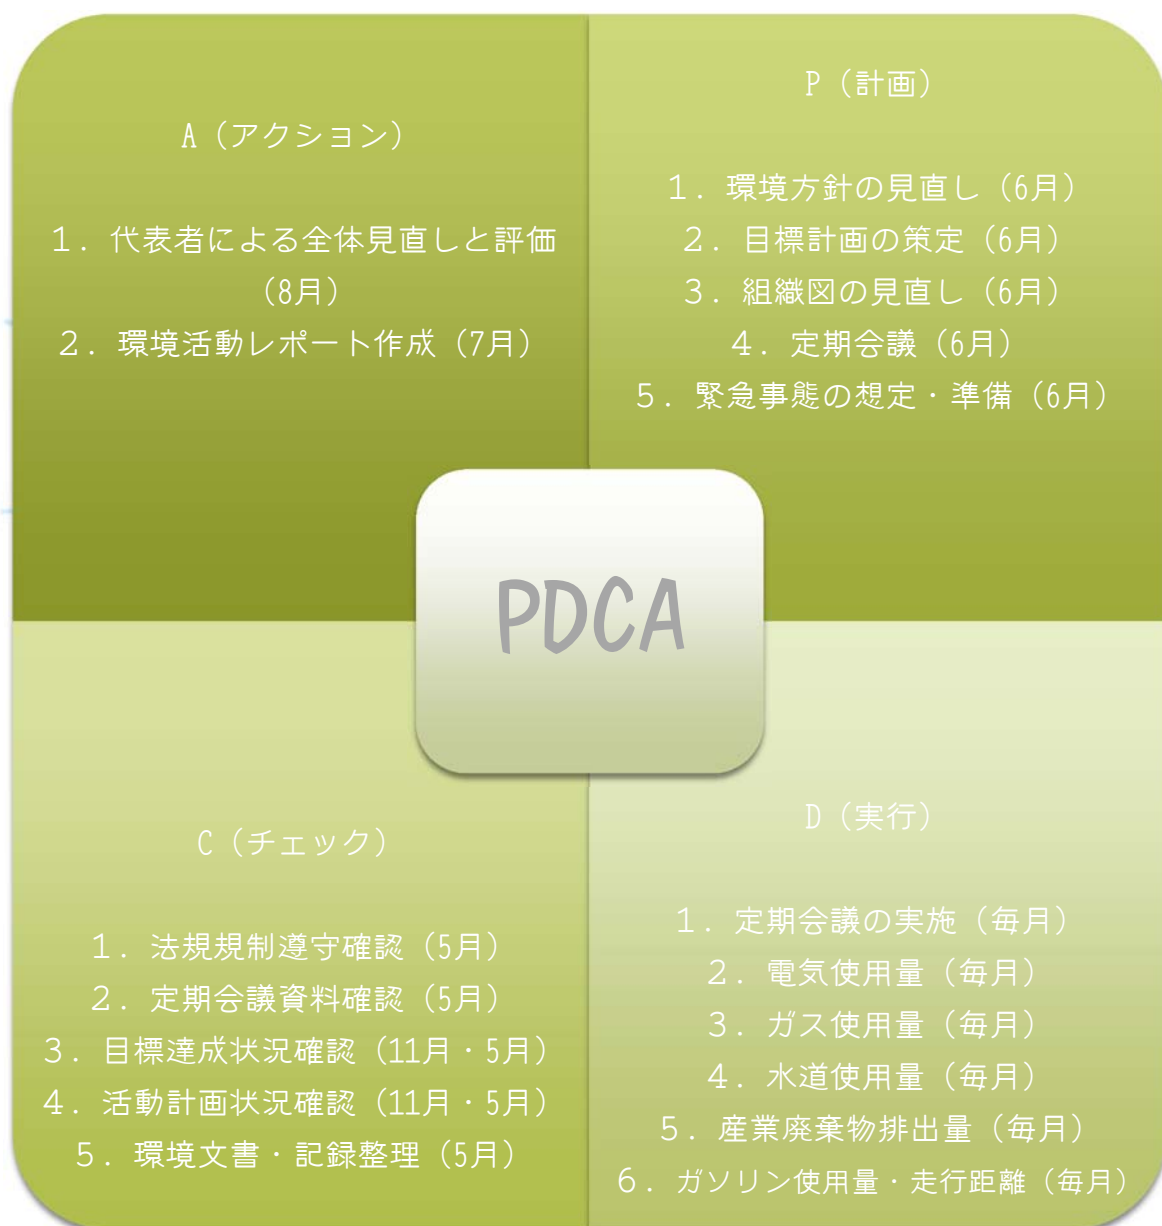 A（アクション）
１．代表者による全体見直しと評価
（8月）
２．環境活動レポート作成（7月）
P（計画）
１．環境方針の見直し（6月）
２．目標計画の策定（6月）
３．組織図の見直し（6月）
４．定期会議（6月）
５．緊急事態の想定・準備（6月）
PDCA
C（チェック）
１．法規規制遵守確認（5月）
２．定期会議資料確認（5月）
３．目標達成状況確認（11月・5月）
４．活動計画状況確認（11月・5月）
５．環境文書・記録整理（5月）
D（実行）
１．定期会議の実施（毎月）
２．電気使用量（毎月）
３．ガス使用量（毎月）
４．水道使用量（毎月）
５．産業廃棄物排出量（毎月）
６．ガソリン使用量・走行距離（毎月）